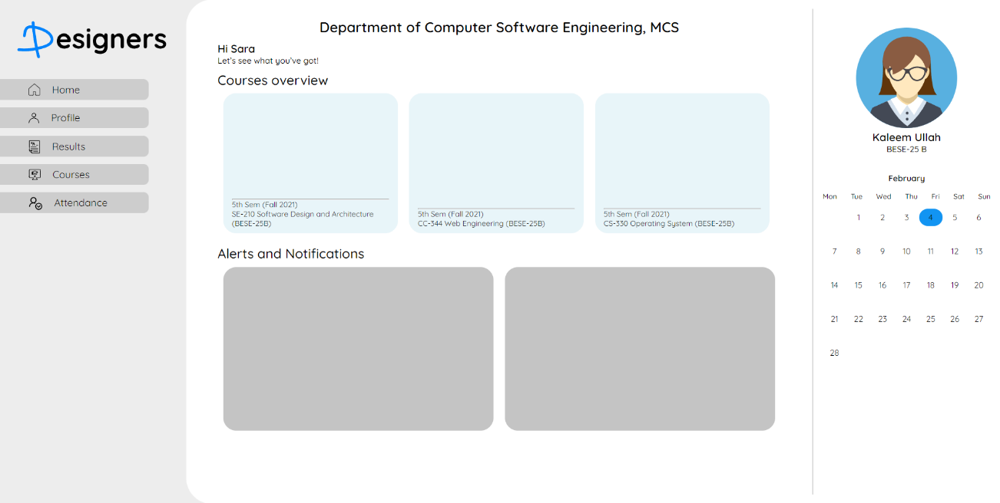 Designers
Home
Profile
Results
Courses
Attendance
Department of Computer Software Engineering, MCS
Hi Sara
Let's see what you've got!
Courses overview
5th Sem (Fall 2021)
SE-210 Software Design and Architecture
(BESE-25B)
5th Sem (Fall 2021)
CC-344 Web Engineering (BESE-25B)
5th Sem (Fall 2021)
CS-330 Operating System (BESE-25B)
Alerts and Notifications
Kaleem Ullah
BESE-25 B
February
Mon Tue Wed Thu Fri Sat Sun
1 2 3 4 5 6
7 8 9 10 11 12 13
14 15 16 17 18 19 20
21 22 23 24 25 26 27
28